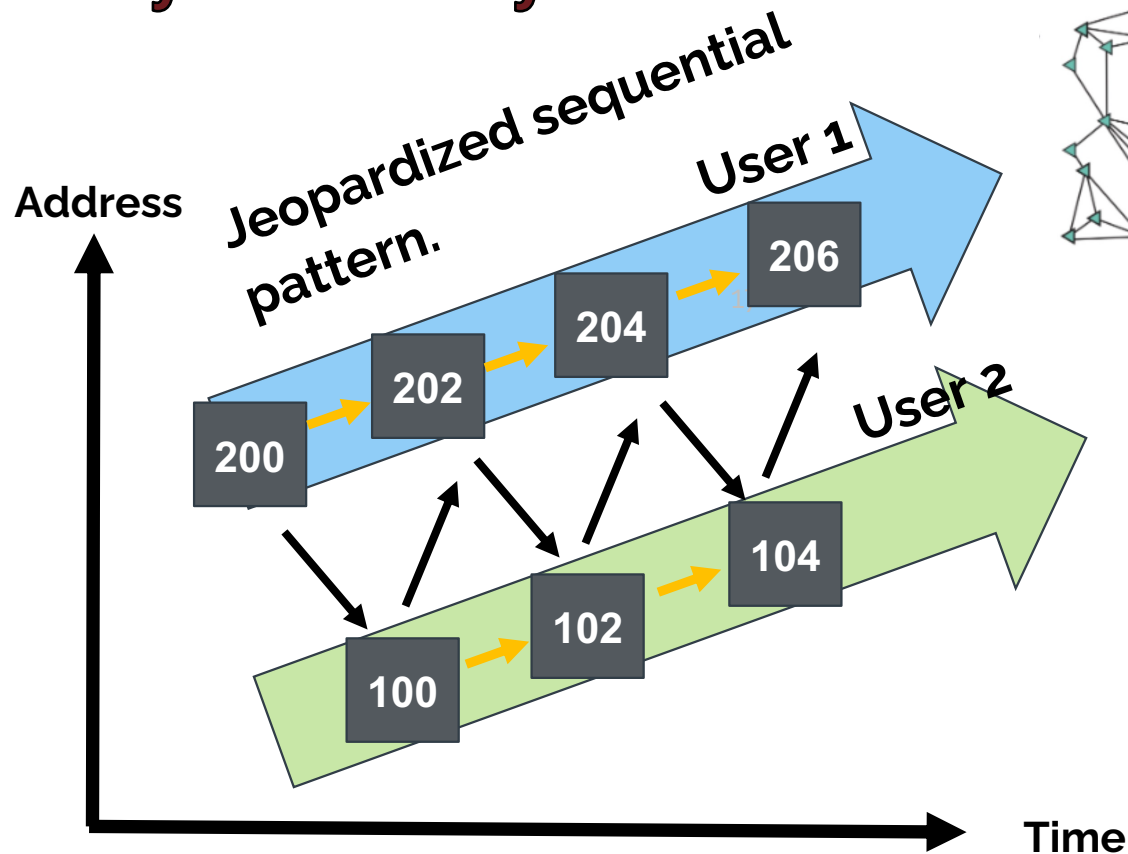 Jeopardized sequential
pattern.
User 1
Address
206
204
202
200
User 2
104
102
100
Time